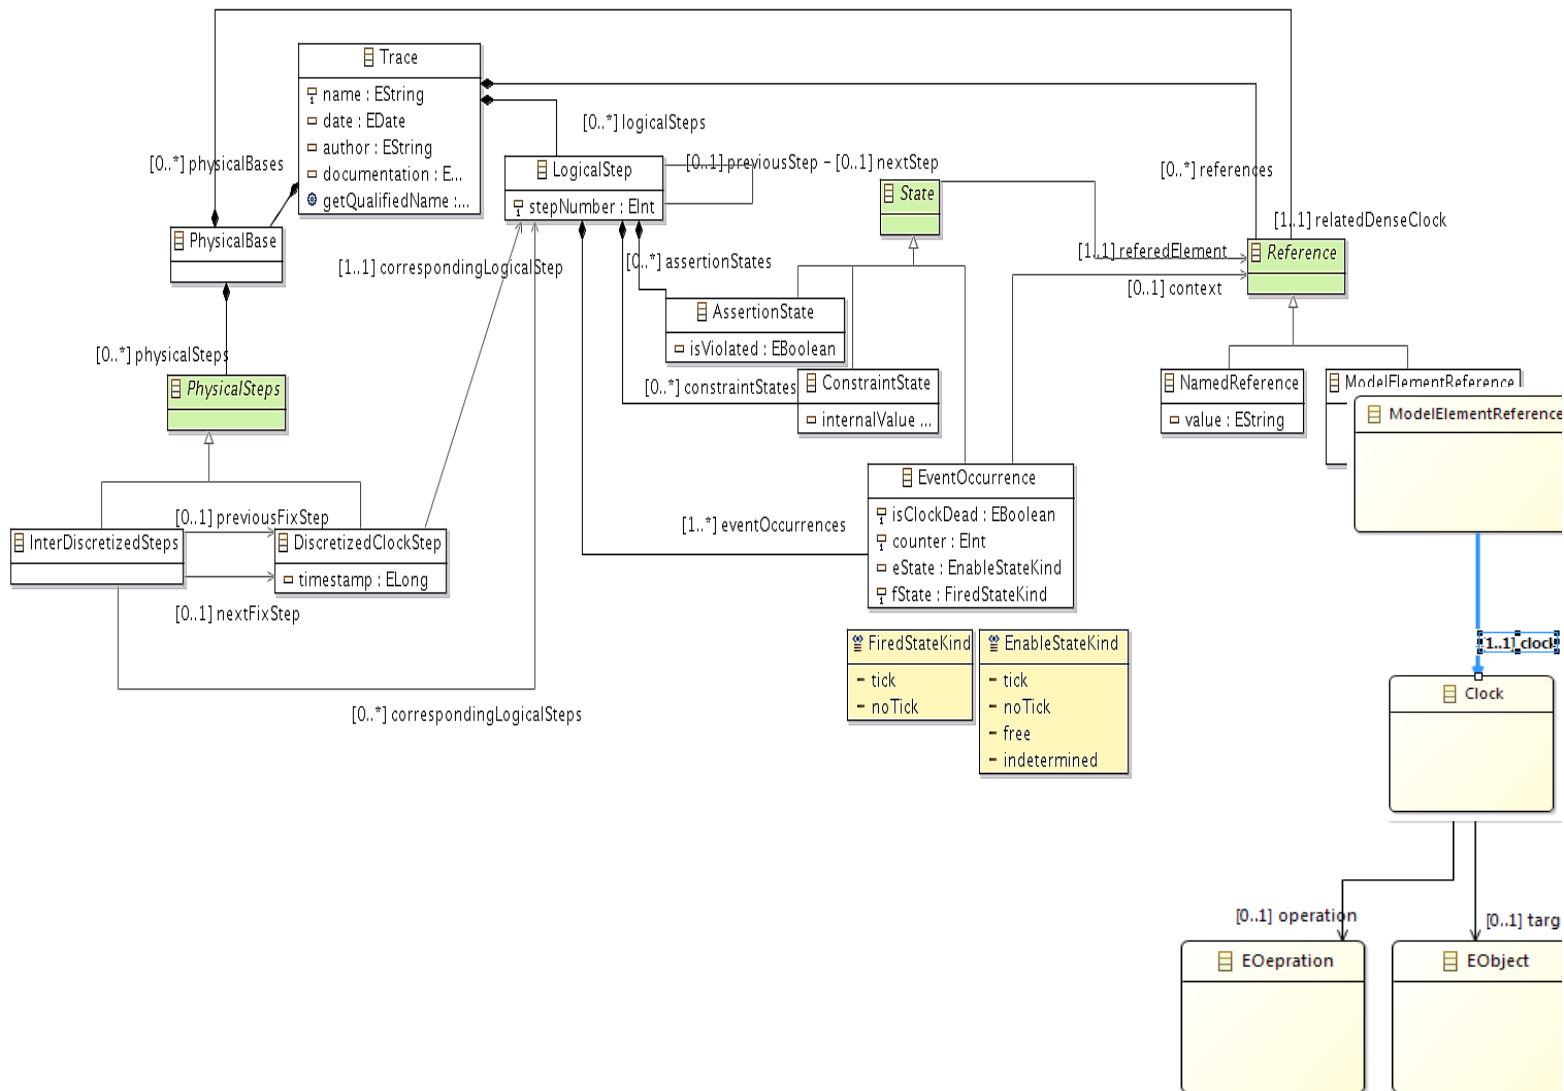 Trace
name : EString
date : EDate
author : EString
documentation : E...
getQualifiedName :...
[0..*] physicalBases
[0..*] logicalSteps
LogicalStep
stepNumber : EInt
[0..1] previousStep - [0..1] nextStep
[0..*] references
State
[1..1] relatedDenseClock
PhysicalBase
[1..1] correspondingLogicalStep
[0..*] assertionStates
[1..1] referedElement
Reference
[0..1] context
AssertionState
isViolated : EBoolean
[0..*] physicalSteps
PhysicalSteps
[0..*] constraintStates
ConstraintState
internalValue ...
NamedReference
value : EString
ModelElementReference
ModelElementReference
EventOccurrence
isClockDead : EBoolean
counter : EInt
eState : EnableStateKind
fState : FiredStateKind
[1..*] eventOccurrences
[0..1] previousFixStep
InterDiscretizedSteps
DiscretizedClockStep
timestamp : ELong
[0..1] nextFixStep
FiredStateKind
tick
noTick
EnableStateKind
tick
noTick
free
indetermined
[1..1] clock
Clock
[0..*] correspondingLogicalSteps
[0..1] operation
[0..1] targ
EOepration
EObject